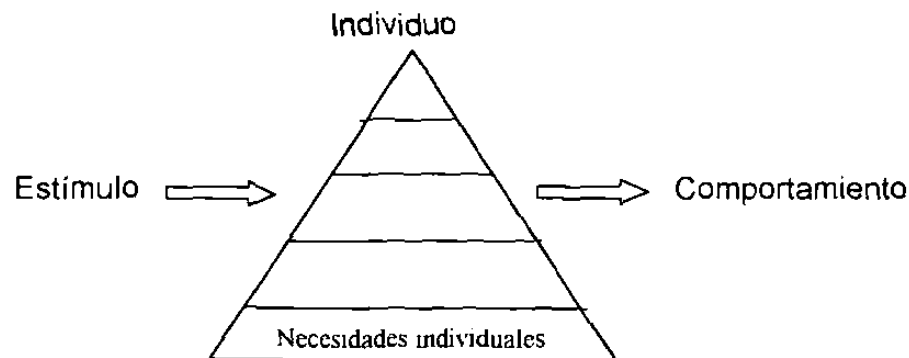 Individuo
Estímulo
Comportamiento
Necesidades individuales